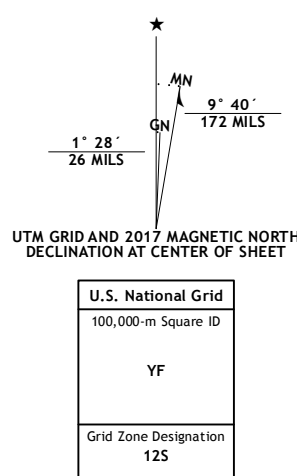 ★
MN
GN
9° 40´
172 MILS
1° 28´
26 MILS
UTM GRID AND 2017 MAGNETIC NORTH
DECLINATION AT CENTER OF SHEET
U.S. National Grid
100,000-m Square ID
YF
Grid Zone Designation
12S